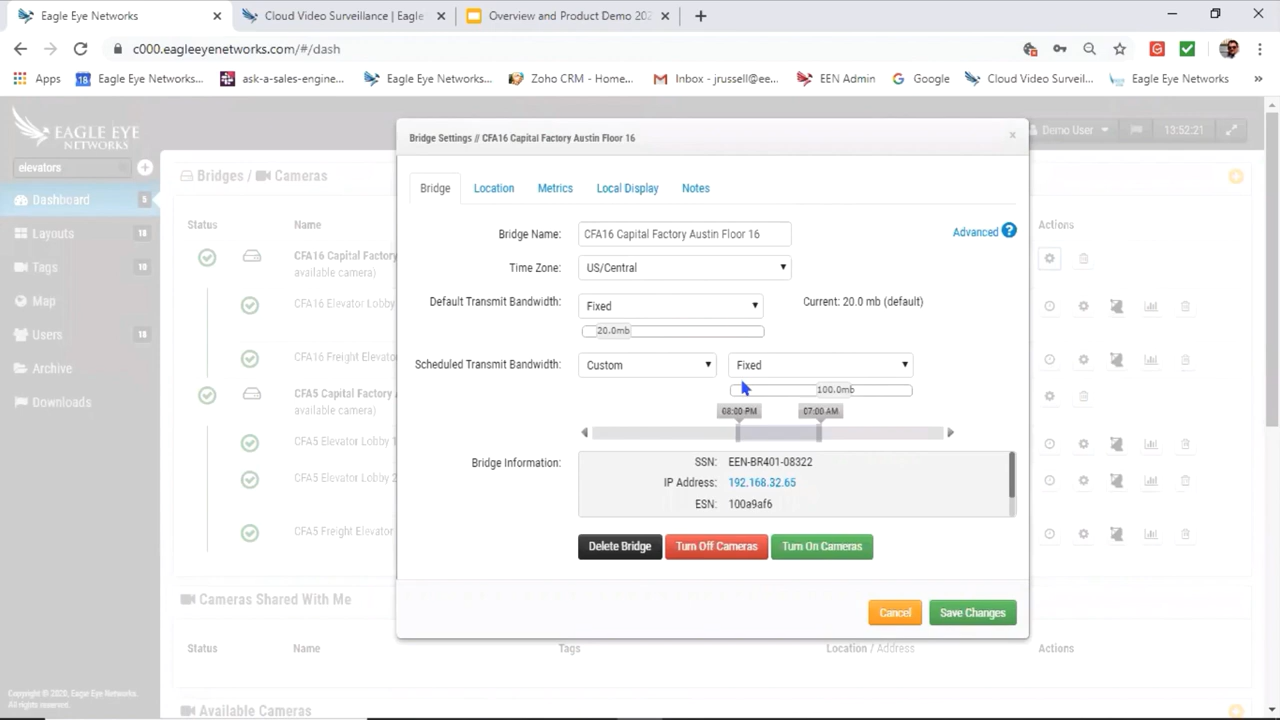 Eagle Eye Networks
Cloud Video Surveillance | Eagle
Overview and Product Demo 202
c000.eagleeyenetworks.com/#/dash
Apps
18
Eagle Eye Networks...
ask-a-sales-engine...
Eagle Eye Networks...
Zoho CRM - Home...
Inbox - jrussell@ee...
EEN Admin
Google
Cloud Video Surveil...
Eagle Eye Networks
»
EAGLE EYE
NETWORKS
elevators
Dashboard 5
Layouts 18
Tags 10
Map
Users 18
Archive
Downloads
Copyright © 2020, Eagle Eye Networks.
All rights reserved.
Demo User
13:52:21
Bridges / Cameras
Status Name Actions
CFA16 Capital Factory
available camera)
CFA16 Elevator Lobby
CFA16 Freight Elevator
CFA5 Capital Factory
available camera)
CFA5 Elevator Lobby 1
CFA5 Elevator Lobby 2
CFA5 Freight Elevator
Bridge Settings // CFA16 Capital Factory Austin Floor 16
×
Bridge Location Metrics Local Display Notes
Advanced ?
Bridge Name: CFA16 Capital Factory Austin Floor 16
Time Zone: US/Central
Default Transmit Bandwidth: Fixed Current: 20.0 mb (default)
20.0mb
Scheduled Transmit Bandwidth: Custom Fixed
100.0mb
08:00 PM 07:00 AM
Bridge Information:
SSN: EEN-BR401-08322
IP Address: 192.168.32.65
ESN: 100a9af6
Delete Bridge Turn Off Cameras Turn On Cameras
Cancel Save Changes
Cameras Shared With Me
Status Name Tags Location / Address Actions
Available Cameras